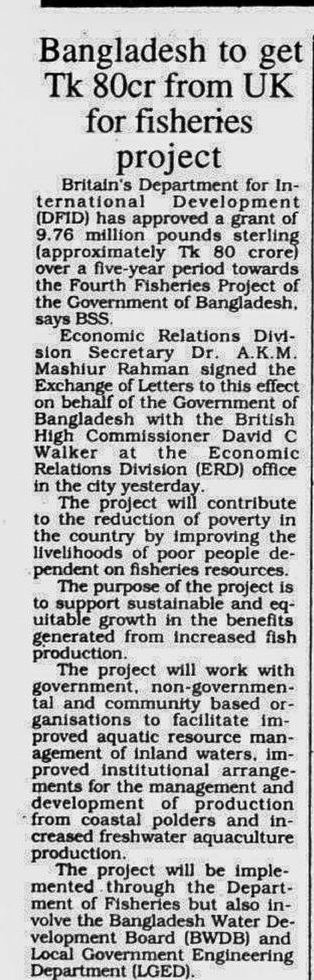 Bangladesh to get
Tk 80cr from UK
for fisheries
project
Britain's Department for In-
ternational Development
(DFID) has approved a grant of
9.76 million pounds sterling
(approximately Tk 80 crore)
over a five-year period towards
the Fourth Fisheries Project of
the Government of Bangladesh,
says BSS.
Economic Relations Divi-
sion Secretary Dr. A.K.M.
Mashiur Rahman signed the
Exchange of Letters to this effect
on behalf of the Government of
Bangladesh with the British
High Commissioner David C
Walker at the Economic
Relations Division (ERD) office
in the city yesterday.
The project will contribute
to the reduction of poverty in
the country by improving the
livelihoods of poor people de-
pendent on fisheries resources.
The purpose of the project is
to support sustainable and eq-
uitable growth in the benefits
generated from increased fish
production.
The project will work with
government, non-governmen-
tal and community based or-
ganisations to facilitate im-
proved aquatic resource man-
agement of inland waters, im-
proved institutional arrange-
ments for the management and
development of production
from coastal polders and in-
creased freshwater aquaculture
production.
The project will be imple-
mented through the Depart-
ment of Fisheries but also in-
volve the Bangladesh Water De-
velopment Board (BWDB) and
Local Government Engineering
Department (LGED).